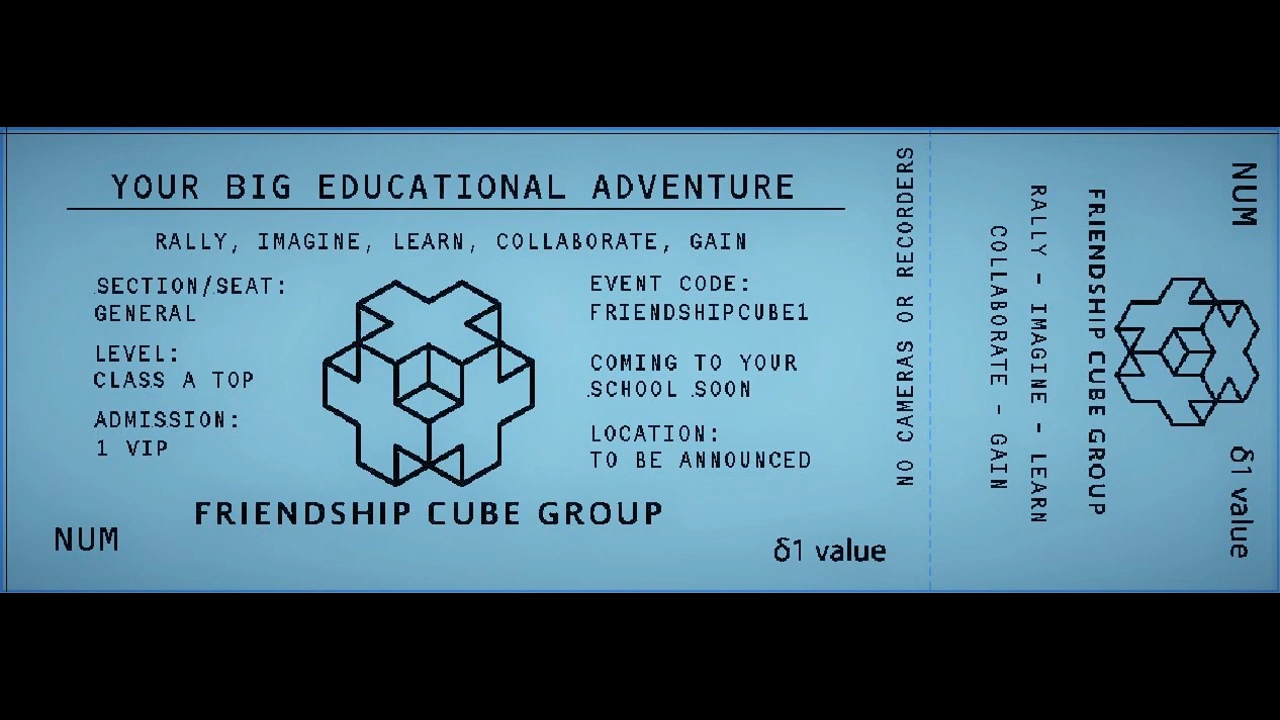 YOUR BIG EDUCATIONAL ADVENTURE
RALLY, IMAGINE, LEARN, COLLABORATE, GAIN
SECTION/SEAT:
GENERAL
LEVEL:
CLASS A TOP
ADMISSION:
1 VIP
EVENT CODE:
FRIENDSHIPCUBE1
COMING TO YOUR
SCHOOL SOON
LOCATION:
TO BE ANNOUNCED
FRIENDSHIP CUBE GROUP
NUM
δ1 value
NO CAMERAS OR RECORDERS
NUM
δ1 value
FRIENDSHIP CUBE GROUP
RALLY - IMAGINE - LEARN
COLLABORATE - GAIN